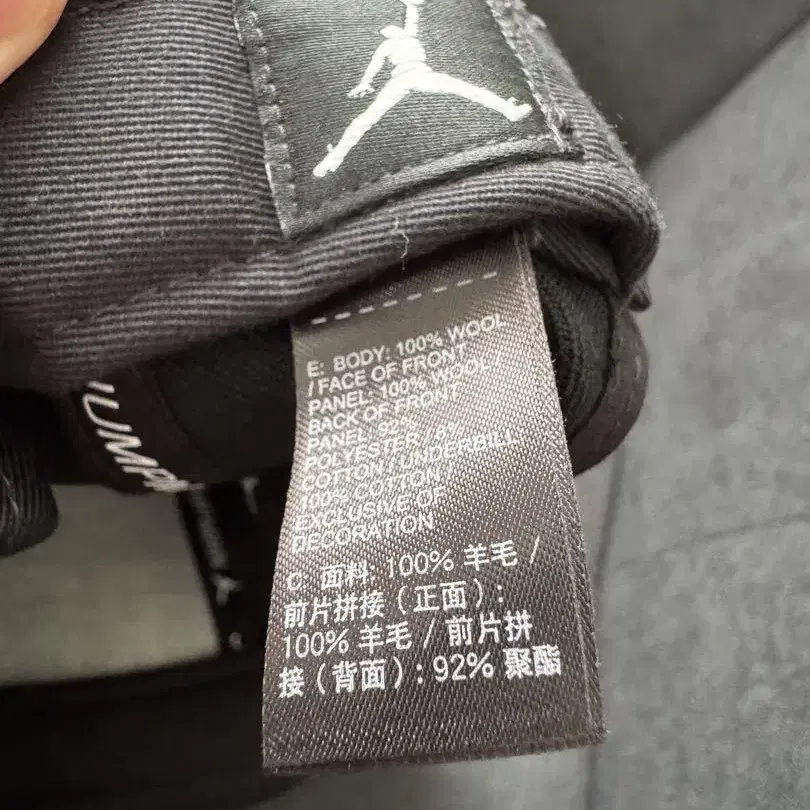 E: BODY: 100% WOOL
/ FACE OF FRONT
PANEL: 100% WOOL /
BACK OF FRONT
PANEL: 92%
POLYESTER, 8%
COTTON / UNDERBILL
100% COTTON
EXCLUSIVE OF
DECORATION
C: 面料 100% 羊毛 /
前片拼接 (正面) :
100% 羊毛 / 前片拼
接 (背面) : 92% 聚酯